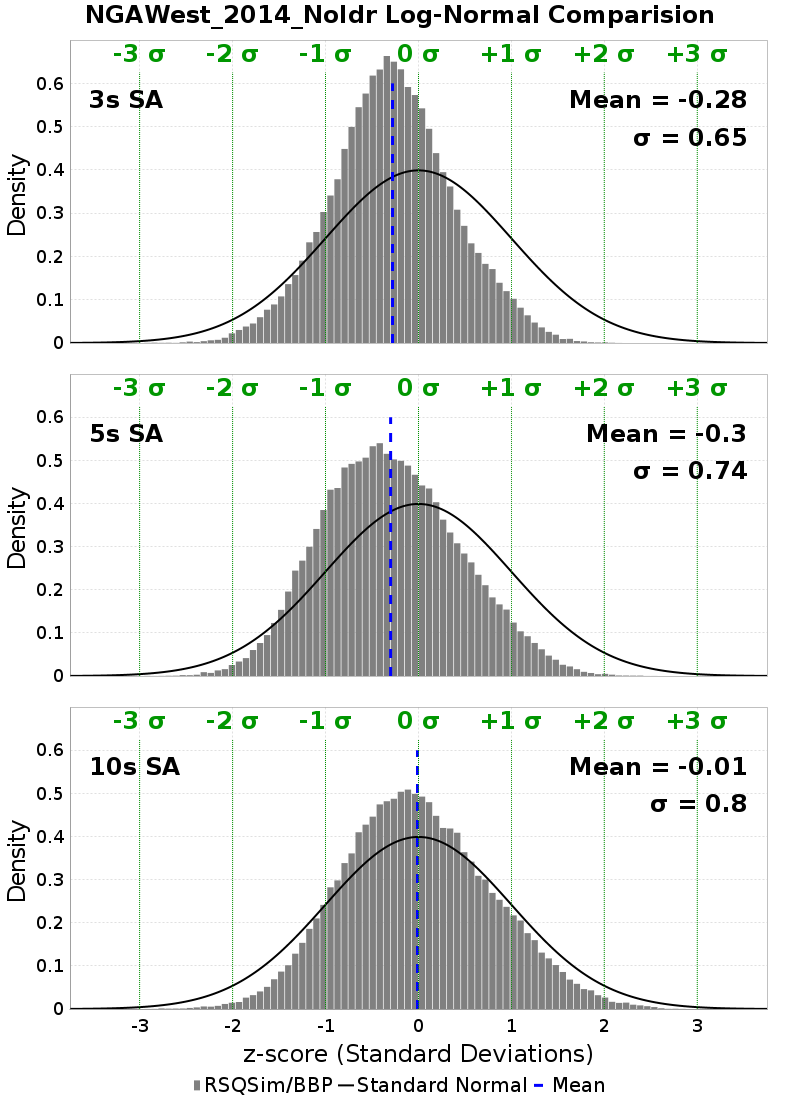 NGAWest_2014_NoIdr Log-Normal Comparision
-3 σ -2 σ -1 σ 0 σ +1 σ +2 σ +3 σ
3s SA
Mean = -0.28
σ = 0.65
Density
0.6
0.5
0.4
0.3
0.2
0.1
0
-3 σ -2 σ -1 σ 0 σ +1 σ +2 σ +3 σ
5s SA
Mean = -0.3
σ = 0.74
Density
0.6
0.5
0.4
0.3
0.2
0.1
0
-3 σ -2 σ -1 σ 0 σ +1 σ +2 σ +3 σ
10s SA
Mean = -0.01
σ = 0.8
Density
0.6
0.5
0.4
0.3
0.2
0.1
0
-3 -2 -1 0 1 2 3
z-score (Standard Deviations)
RSQSim/BBP Standard Normal Mean